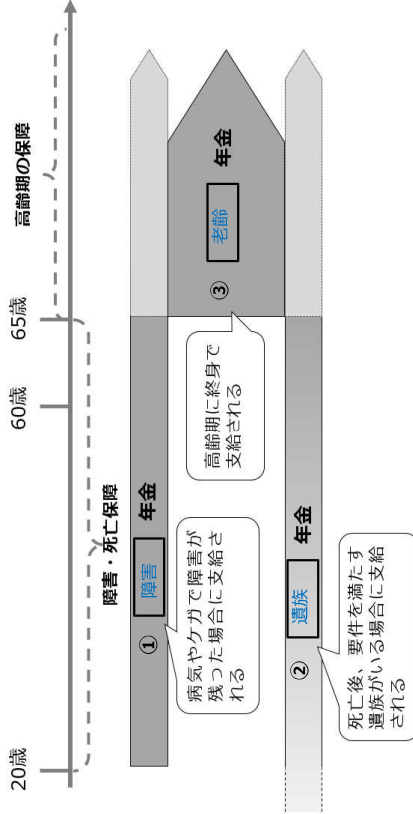 20歳
60歳
65歳
高齢期の保障
障害・死亡保障
① 障害 年金
病気やケガで障害が
残った場合に支給さ
れる
高齢期に終身で
支給される
③ 老齢 年金
② 遺族 年金
死亡後、要件を満たす
遺族がいる場合に支給
される